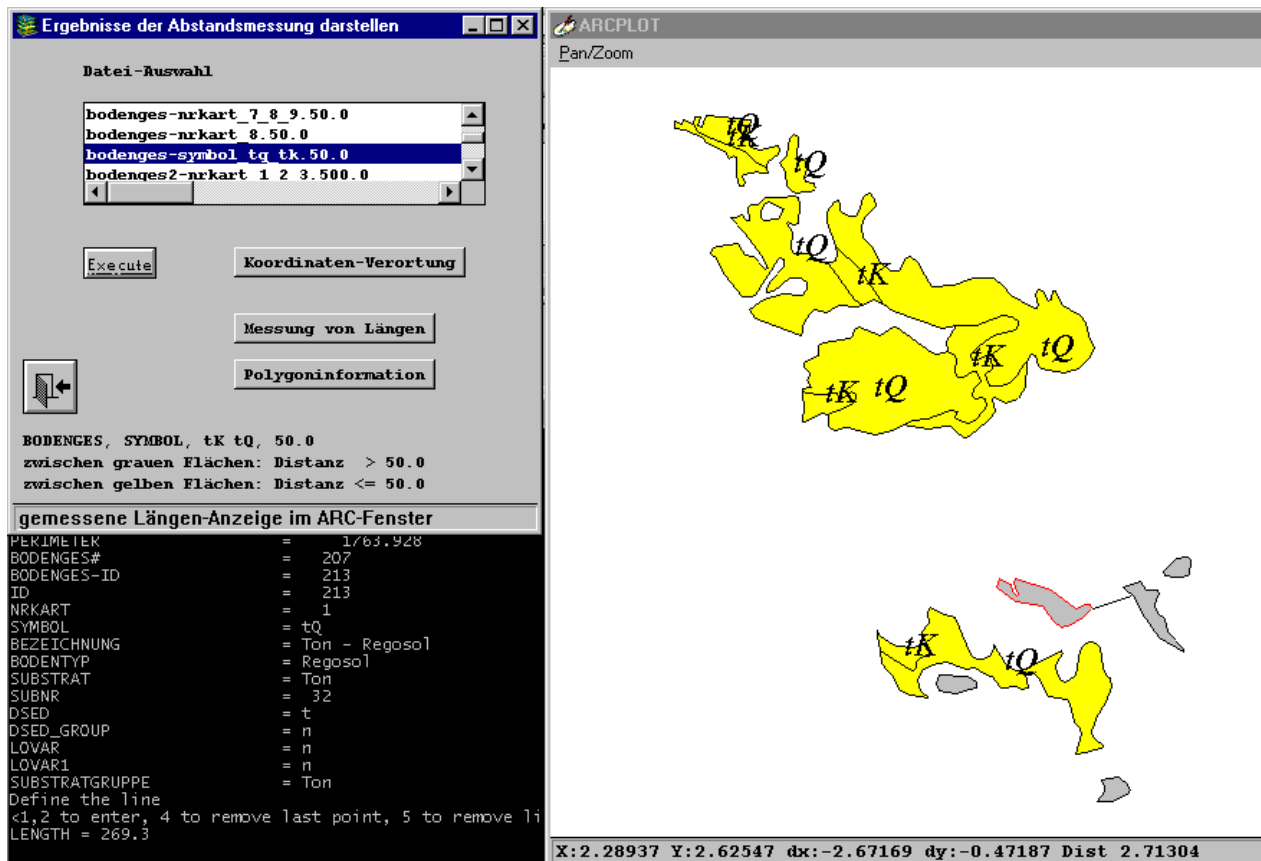 Ergebnisse der Abstandsmessung darstellen
Datei-Auswahl
bodenges-nrkart_7_8_9.50.0
bodenges-nrkart_8.50.0
bodenges-symbol_tq_tk.50.0
bodenges2-nrkart_1_2_3.500.0
Execute
Koordinaten-Verortung
Messung von Längen
Polygoninformation
BODENGES, SYMBOL, tK tQ, 50.0
zwischen grauen Flächen: Distanz > 50.0
zwischen gelben Flächen: Distanz <= 50.0
gemessene Längen-Anzeige im ARC-Fenster
PERIMETER = 1763.928
BODENGES# = 207
BODENGES-ID = 213
ID = 213
NRKART = 1
SYMBOL = tQ
BEZEICHNUNG = Ton - Regosol
BODENTYP = Regosol
SUBSTRAT = Ton
SUBNR = 32
DSED = t
DSED_GROUP = n
LOVAR = n
LOVAR1 = n
SUBSTRATGRUPPE = Ton
Define the line
<1,2 to enter, 4 to remove last point, 5 to remove li
LENGTH = 269.3
ARCPLOT
Pan/Zoom
tQ
tK
tQ
tQ
tK
tK
tQ
tK
tQ
tK
tQ
X:2.28937 Y:2.62547 dx:-2.67169 dy:-0.47187 Dist 2.71304